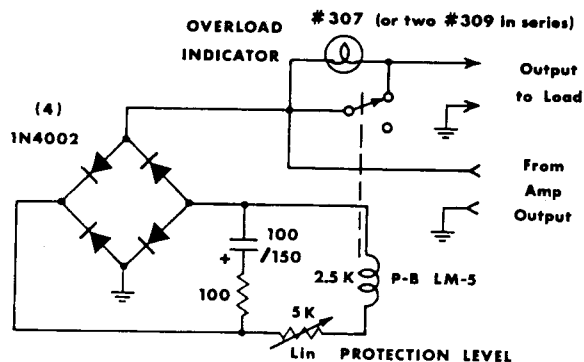 #307 (or two #309 in series)
OVERLOAD
INDICATOR
Output
to Load
(4)
1N4002
From
Amp
Output
100
/150
+
2.5 K
P-B LM-5
100
5 K
Lin
PROTECTION LEVEL